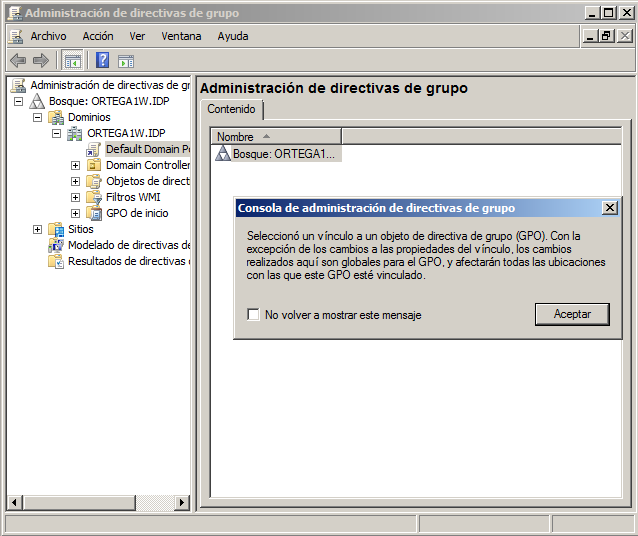 Administración de directivas de grupo
Archivo Acción Ver Ventana Ayuda
Administración de directivas de gr
Bosque: ORTEGA1W.IDP
Dominios
ORTEGA1W.IDP
Default Domain Po
Domain Controller
Objetos de direct
Filtros WMI
GPO de inicio
Sitios
Modelado de directivas de
Resultados de directivas
Administración de directivas de grupo
Contenido
Nombre
Bosque: ORTEGA1...
Consola de administración de directivas de grupo
Seleccionó un vínculo a un objeto de directiva de grupo (GPO). Con la
excepción de los cambios a las propiedades del vínculo, los cambios
realizados aquí son globales para el GPO, y afectarán todas las ubicaciones
con las que este GPO esté vinculado.
No volver a mostrar este mensaje
Aceptar